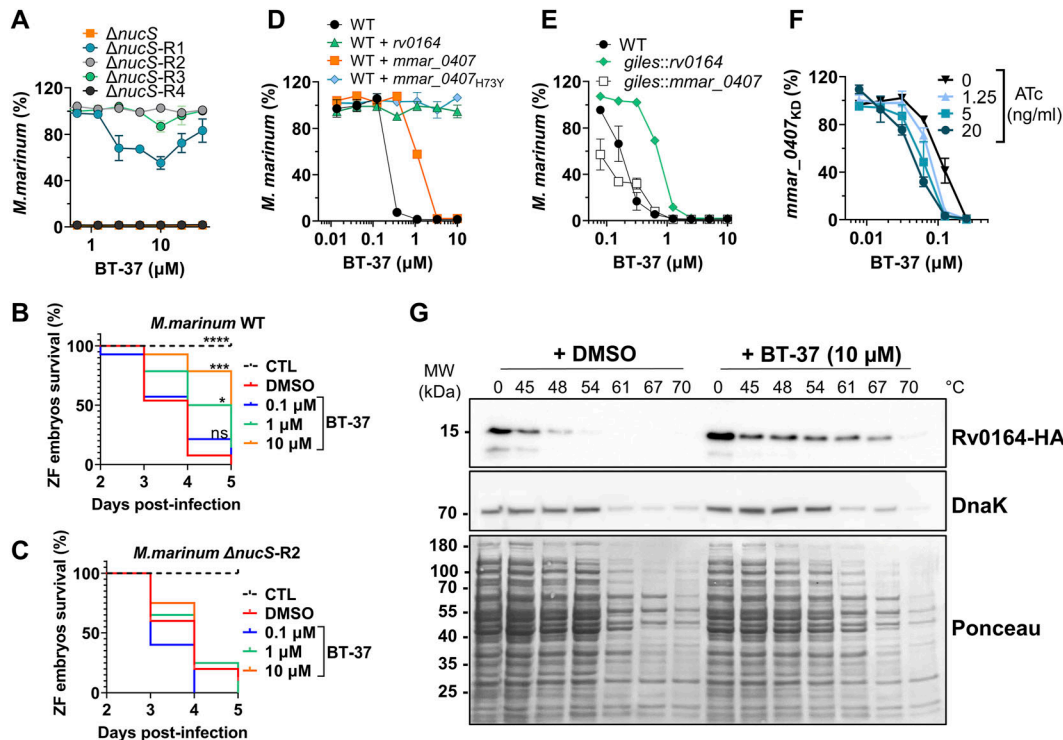 A
ΔnucS
ΔnucS-R1
ΔnucS-R2
ΔnucS-R3
ΔnucS-R4
M.marinum (%)
120
80
40
0
1
10
BT-37 (µM)
D
WT
WT + rv0164
WT + mmar_0407
WT + mmar_0407H73Y
M. marinum (%)
120
80
40
0
0.01
0.1
1
10
BT-37 (µM)
E
WT
giles::rv0164
giles::mmar_0407
M. marinum (%)
120
80
40
0
0.1
1
10
BT-37 (µM)
F
0
1.25
5
20
ATc
(ng/ml)
mmar_0407KD (%)
120
80
40
0
0.01
0.1
BT-37 (µM)
B
M.marinum WT
ZF embryos survival (%)
100
50
0
2
3
4
5
Days post-infection
****
***
*
ns
CTL
DMSO
0.1 µM
1 µM
10 µM
BT-37
C
M.marinum ΔnucS-R2
ZF embryos survival (%)
100
50
0
2
3
4
5
Days post-infection
CTL
DMSO
0.1 µM
1 µM
10 µM
BT-37
G
+ DMSO
+ BT-37 (10 µM)
MW
(kDa)
0 45 48 54 61 67 70 0 45 48 54 61 67 70 °C
15
Rv0164-HA
70
DnaK
180
100
70
55
40
35
25
Ponceau